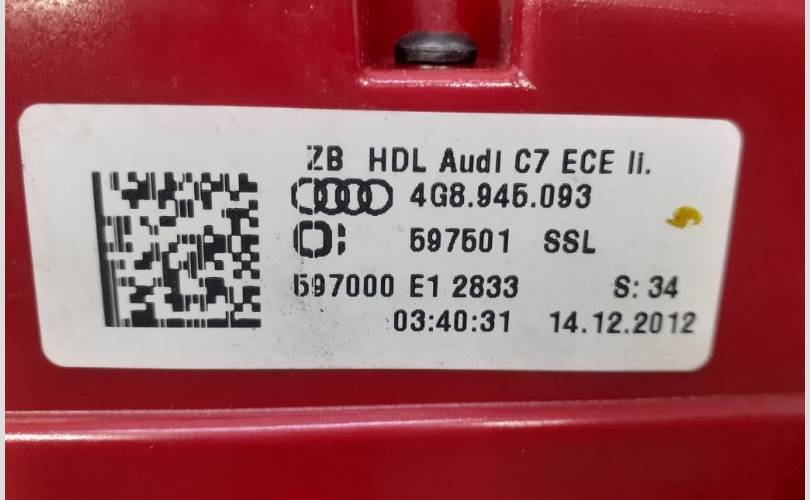 ZB HDL Audi C7 ECE li.
4G8.945.093
597501 SSL
597000 E1 2833 S: 34
03:40:31 14.12.2012